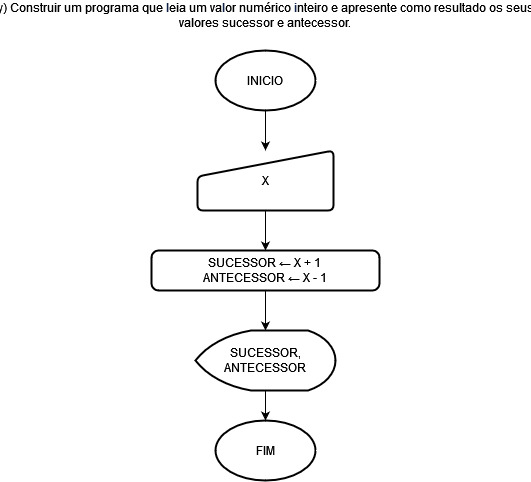 y) Construir um programa que leia um valor numérico inteiro e apresente como resultado os seus
valores sucessor e antecessor.
INICIO
X
SUCESSOR ← X + 1
ANTECESSOR ← X - 1
SUCESSOR,
ANTECESSOR
FIM